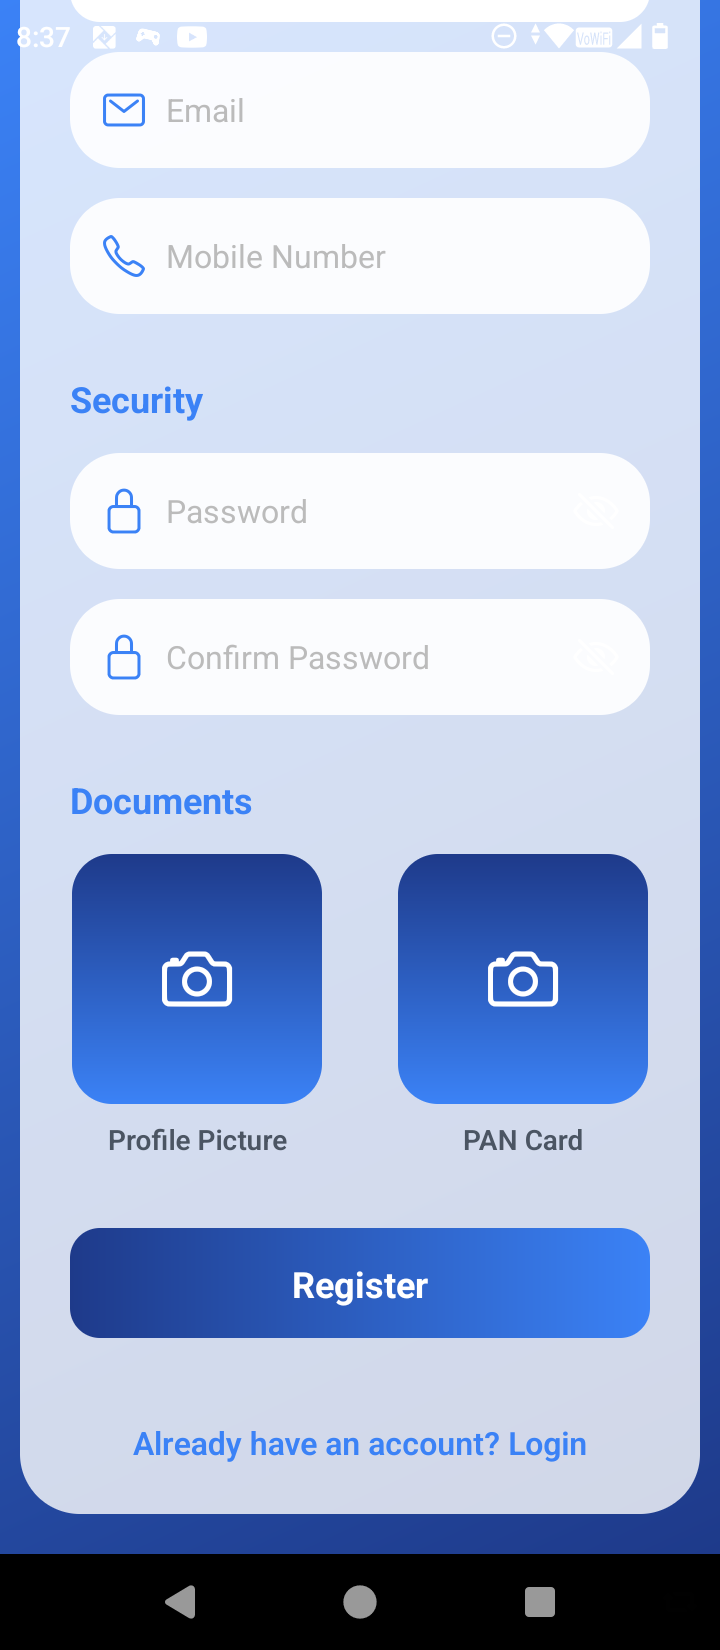 8:37
VoWiFi
Email
Mobile Number
Security
Password
Confirm Password
Documents
Profile Picture
PAN Card
Register
Already have an account? Login